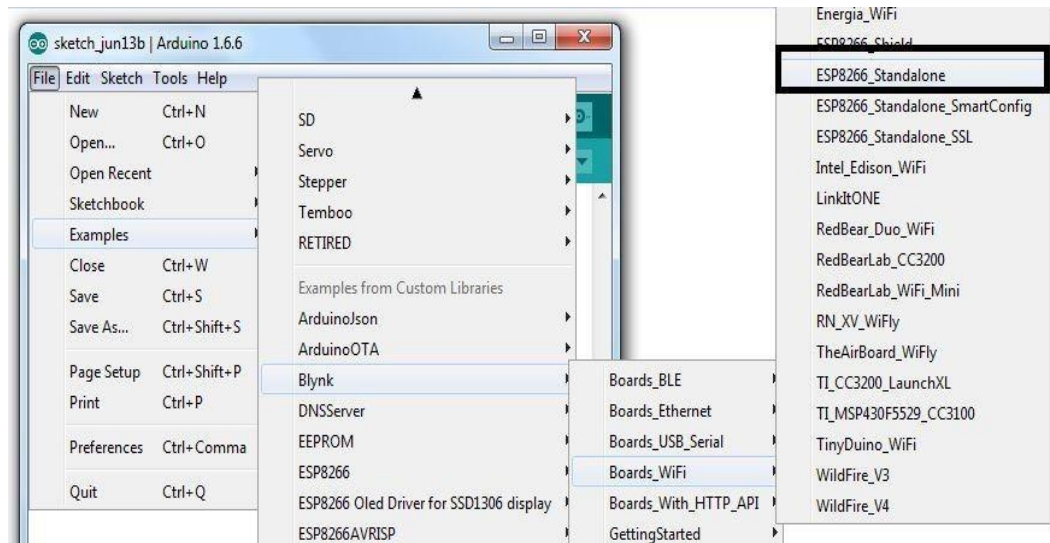 sketch_jun13b | Arduino 1.6.6
File Edit Sketch Tools Help
New Ctrl+N
Open... Ctrl+O
Open Recent
Sketchbook
Examples
Close Ctrl+W
Save Ctrl+S
Save As... Ctrl+Shift+S
Page Setup Ctrl+Shift+P
Print Ctrl+P
Preferences Ctrl+Comma
Quit Ctrl+Q
SD
Servo
Stepper
Temboo
RETIRED
Examples from Custom Libraries
ArduinoJson
ArduinoOTA
Blynk
DNSServer
EEPROM
ESP8266
ESP8266 Oled Driver for SSD1306 display
ESP8266AVRISP
Boards_BLE
Boards_Ethernet
Boards_USB_Serial
Boards_WiFi
Boards_With_HTTP_API
GettingStarted
Energia_WiFi
ESP8266_Shield
ESP8266_Standalone
ESP8266_Standalone_SmartConfig
ESP8266_Standalone_SSL
Intel_Edison_WiFi
LinkItONE
RedBear_Duo_WiFi
RedBearLab_CC3200
RedBearLab_WiFi_Mini
RN_XV_WiFly
TheAirBoard_WiFly
TI_CC3200_LaunchXL
TI_MSP430F5529_CC3100
TinyDuino_WiFi
WildFire_V3
WildFire_V4